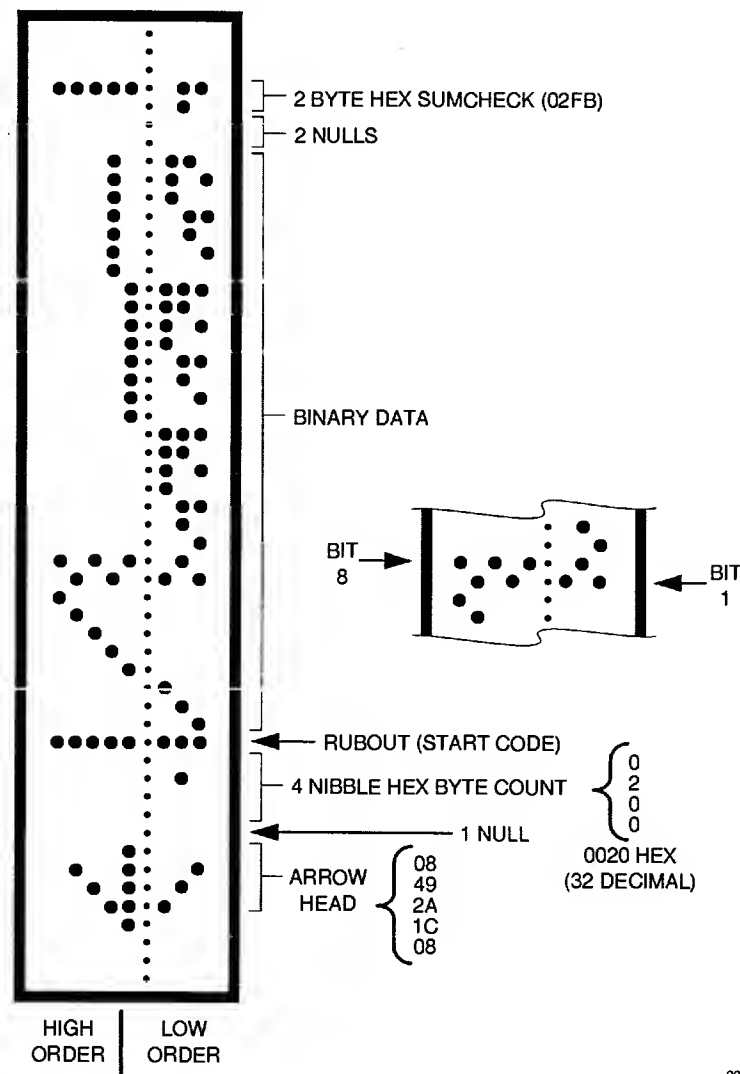 2 BYTE HEX SUMCHECK (02FB)
2 NULLS
BINARY DATA
BIT
8
BIT
1
RUBOUT (START CODE)
4 NIBBLE HEX BYTE COUNT
0
2
0
0
1 NULL
0020 HEX
(32 DECIMAL)
ARROW
HEAD
08
49
2A
1C
08
HIGH
ORDER
LOW
ORDER